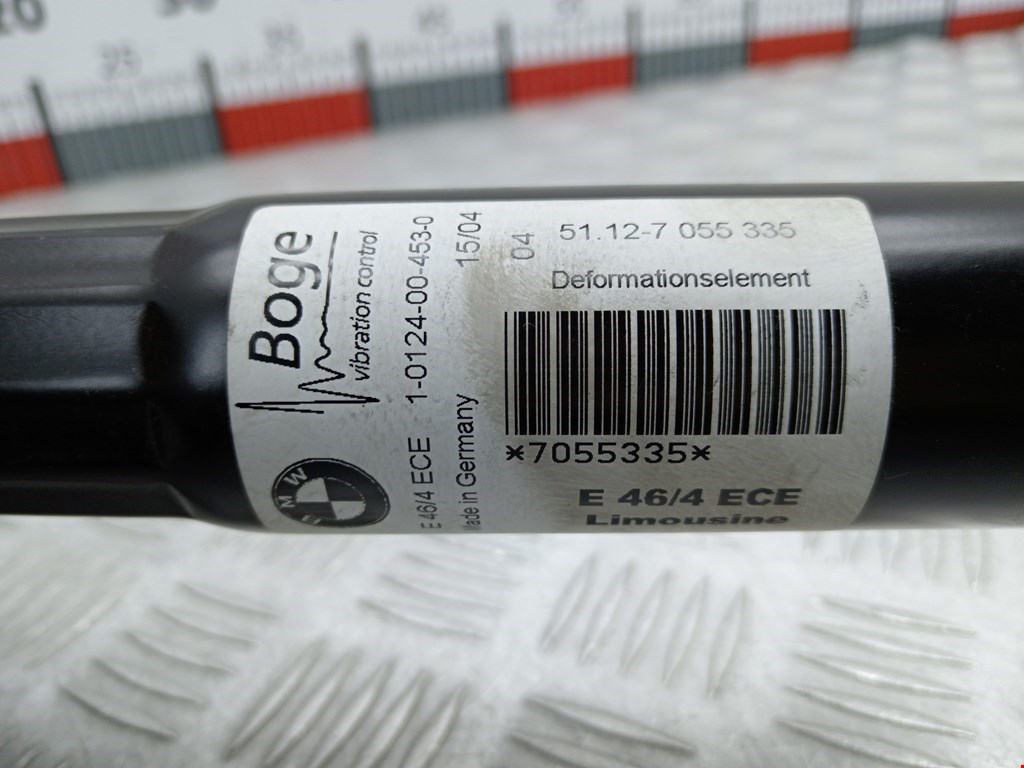 25
Boge
vibration control
1-0124-00-453-0
15/04
E 46/4 ECE
Made in Germany
BMW
04
51.12-7 055 335
Deformationselement
*7055335*
E 46/4 ECE
Limousine